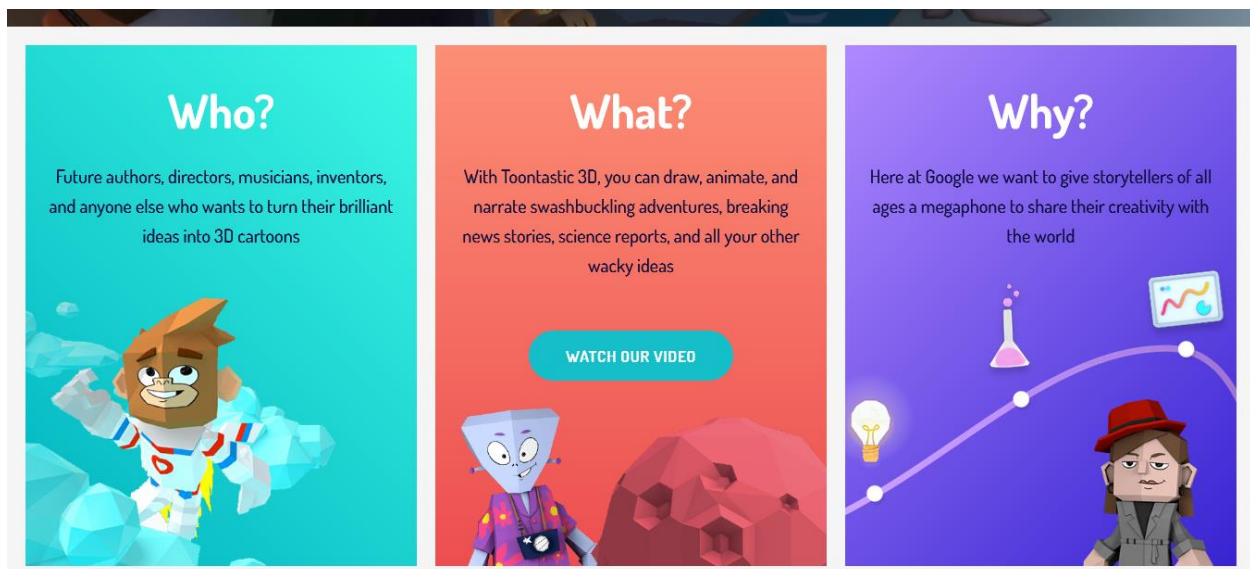 Who?
Future authors, directors, musicians, inventors,
and anyone else who wants to turn their brilliant
ideas into 3D cartoons
What?
With Toontastic 3D, you can draw, animate, and
narrate swashbuckling adventures, breaking
news stories, science reports, and all your other
wacky ideas
WATCH OUR VIDEO
Why?
Here at Google we want to give storytellers of all
ages a megaphone to share their creativity with
the world